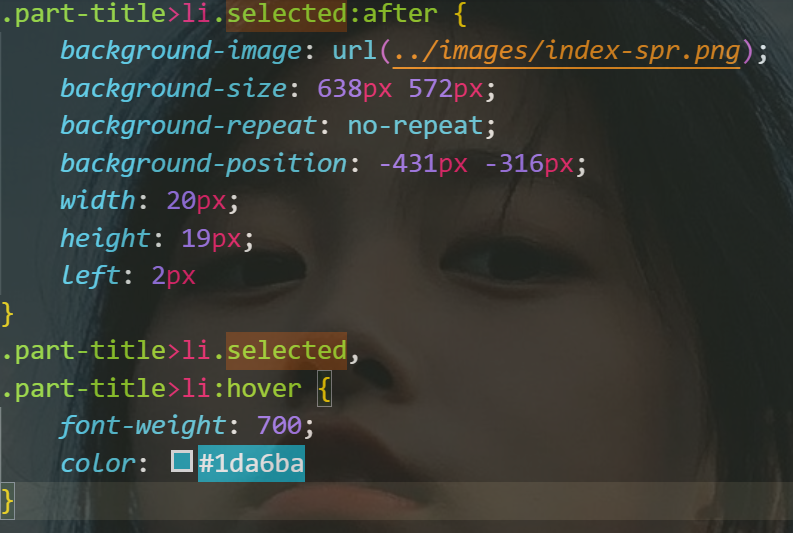 .part-title>li.selected:after {
background-image: url(../images/index-spr.png);
background-size: 638px 572px;
background-repeat: no-repeat;
background-position: -431px -316px;
width: 20px;
height: 19px;
left: 2px
}
.part-title>li.selected,
.part-title>li:hover {
font-weight: 700;
color: #1da6ba
}